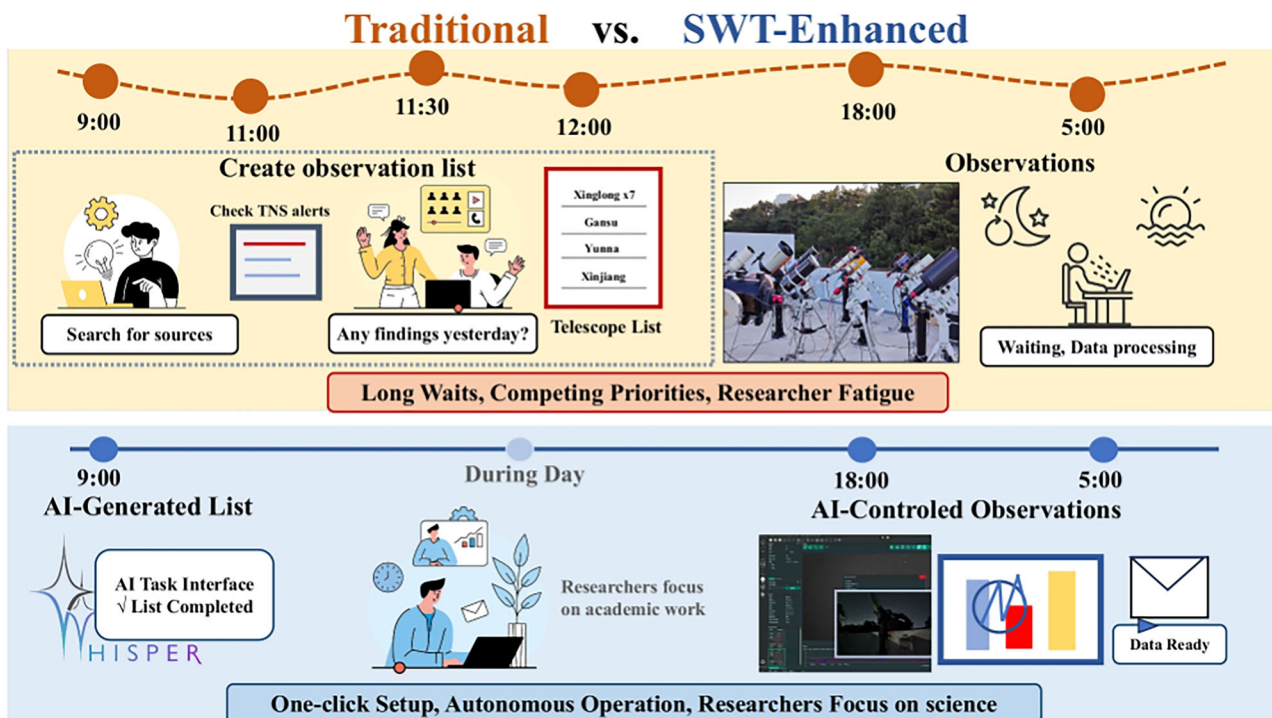 Traditional vs. SWT-Enhanced
9:00
11:00
11:30
12:00
18:00
5:00
Create observation list
Observations
Check TNS alerts
Xinglong x7
Gansu
Yunna
Xinjiang
Search for sources
Any findings yesterday?
Telescope List
Waiting, Data processing
Long Waits, Competing Priorities, Researcher Fatigue
9:00
During Day
18:00
5:00
AI-Generated List
AI-Controled Observations
AI Task Interface
√ List Completed
WHISPER
Researchers focus
on academic work
Data Ready
One-click Setup, Autonomous Operation, Researchers Focus on science